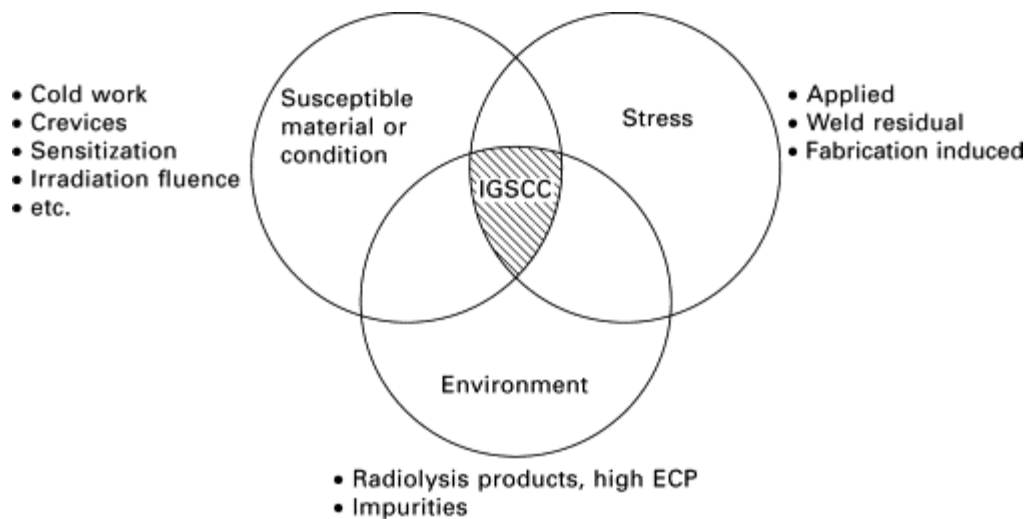 • Cold work
• Crevices
• Sensitization
• Irradiation fluence
• etc.
Susceptible
material or
condition
Stress
• Applied
• Weld residual
• Fabrication induced
IGSCC
Environment
• Radiolysis products, high ECP
• Impurities